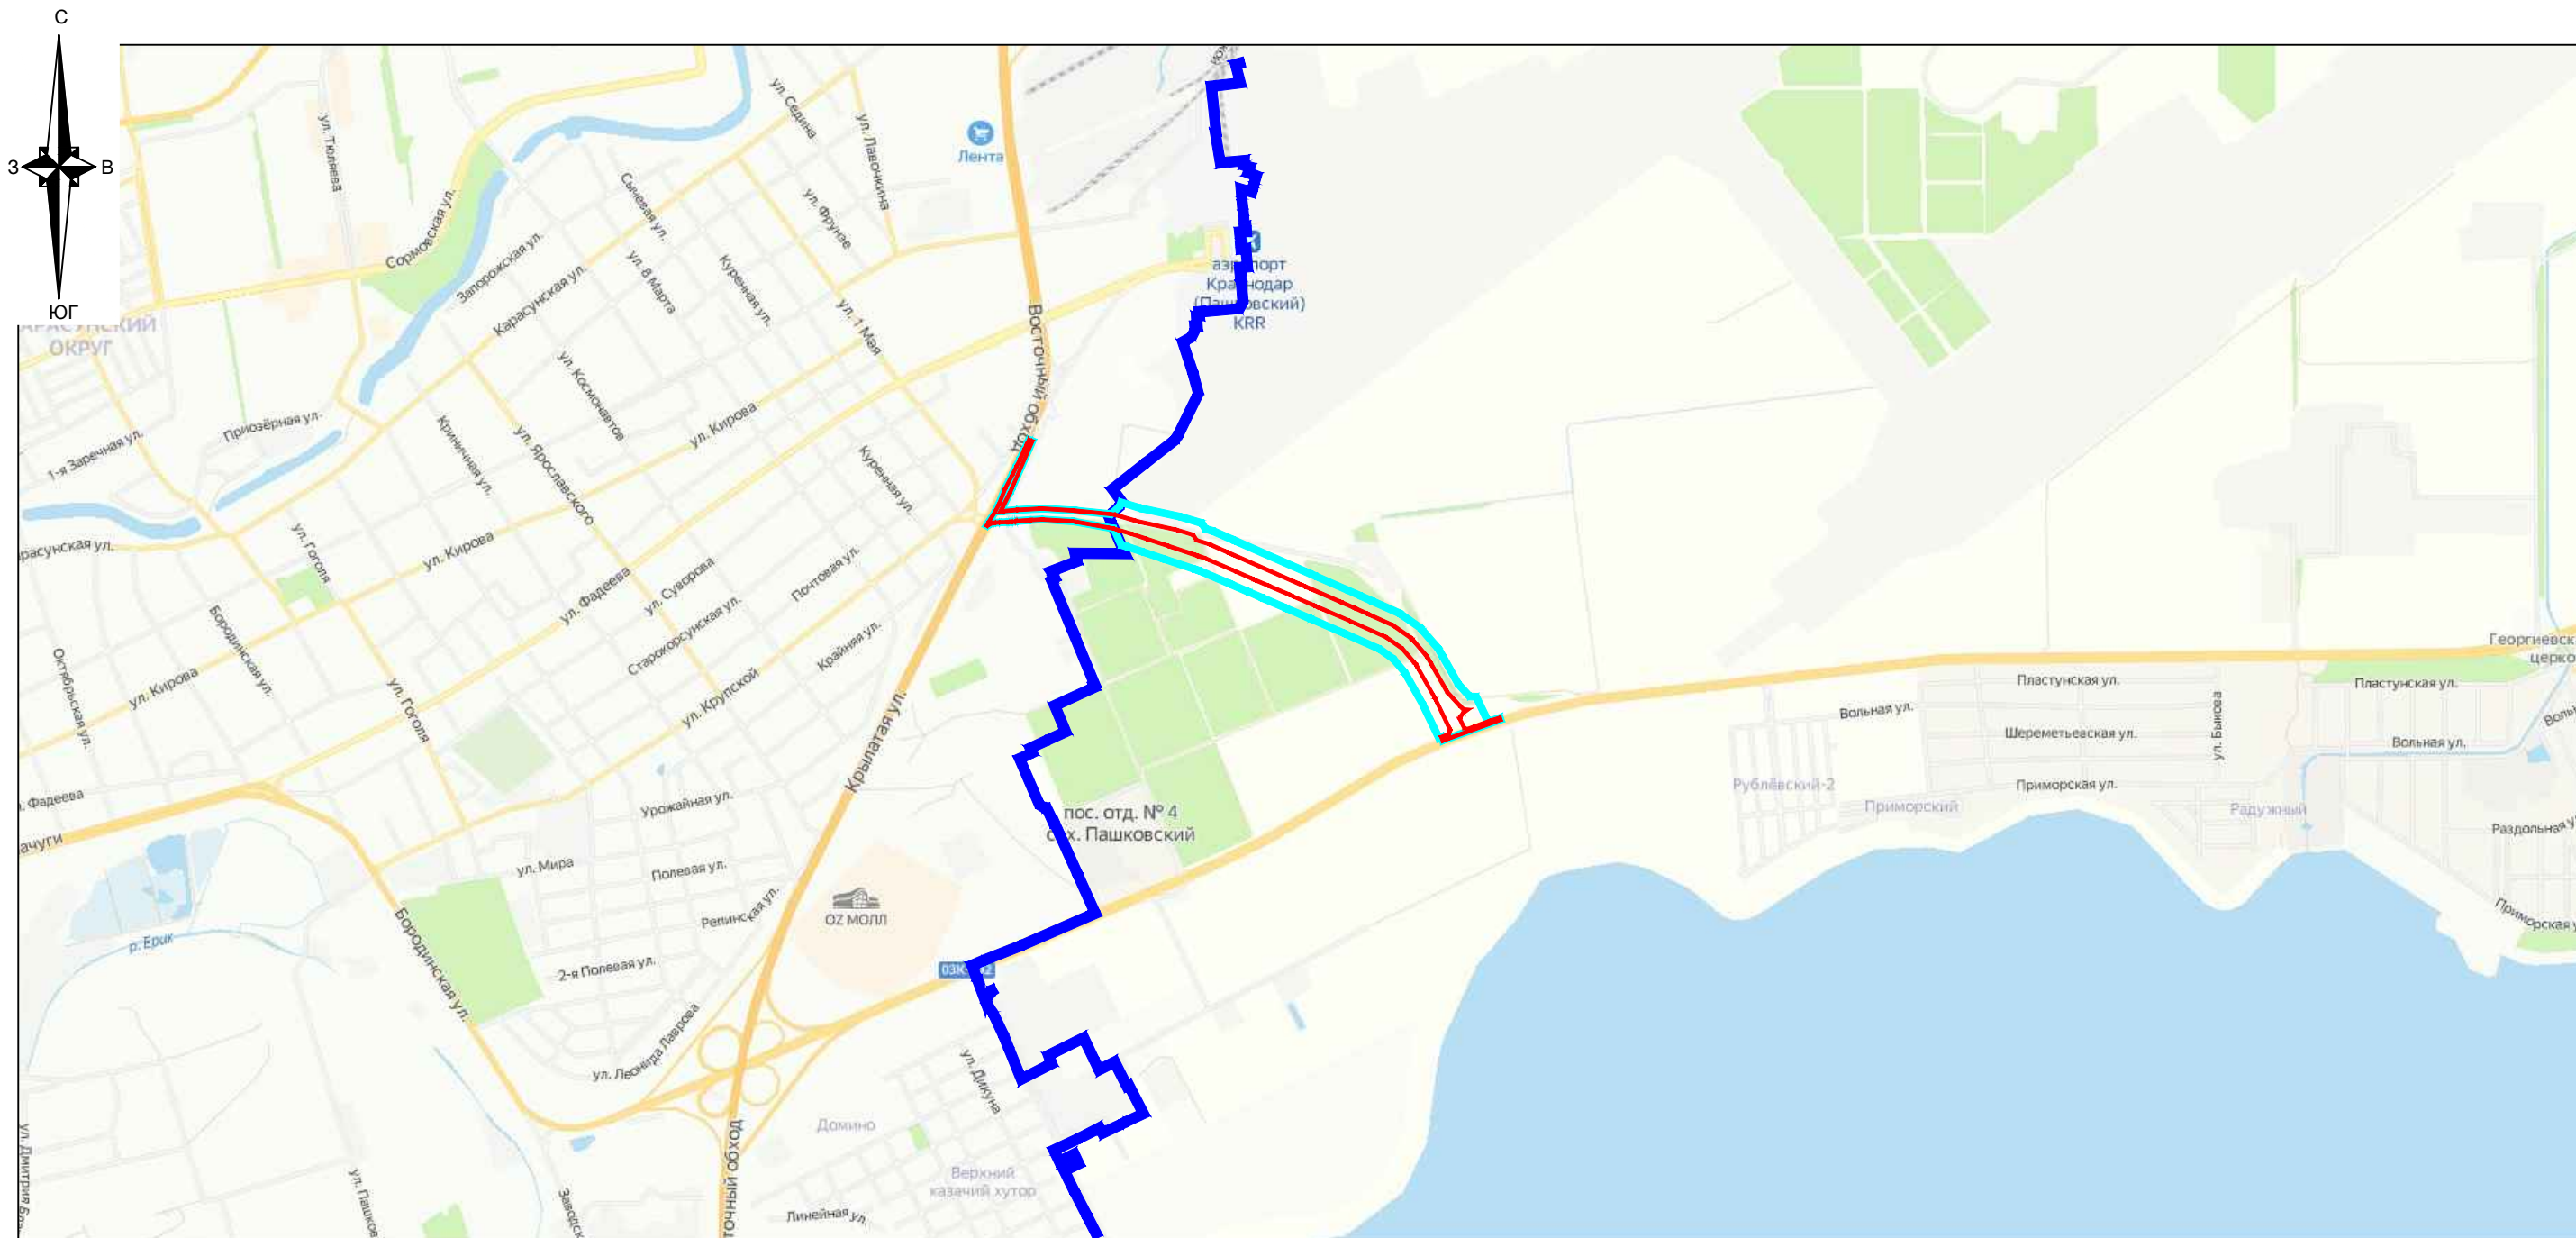 С
З
В
ЮГ
ул. Тюляева
Сормовская ул.
ул. Седина
ул. Лавочкина
Лента
Сычёвая ул.
ул. Фрунзе
Запорожская ул.
Карасунская ул.
ул. 8 Марта
Куренная ул.
ул. 1 Мая
Восточный обход
аэропорт
Краснодар
(Пашковский)
KRR
ОКРУГ
1-я Заречная ул.
Приозёрная ул.
ул. Космонавтов
Криничная ул.
ул. Ярославского
ул. Кирова
Куренная ул.
ул. Гоголя
ул. Кирова
ул. Фадеева
ул. Суворова
Почтовая ул.
Старокорсунская ул.
Крайняя ул.
Бородинская ул.
Октябрьская ул.
ул. Кирова
ул. Гоголя
ул. Крупской
Крылатая ул.
Пластунская ул.
Вольная ул.
Шереметьевская ул.
ул. Быкова
Пластунская ул.
Вольная ул.
Рублёвский-2
Приморский
Приморская ул.
Радужный
Фадеева
Урожайная ул.
пос. отд. № 4
Пашковский
ул. Мира
Полевая ул.
Репинская ул.
OZ МОЛЛ
р. Ерик
Бородинская ул.
2-я Полевая ул.
ул. Леонида Лаврова
ул. Дикуна
Домино
Верхний
казачий хутор
Линейная ул.